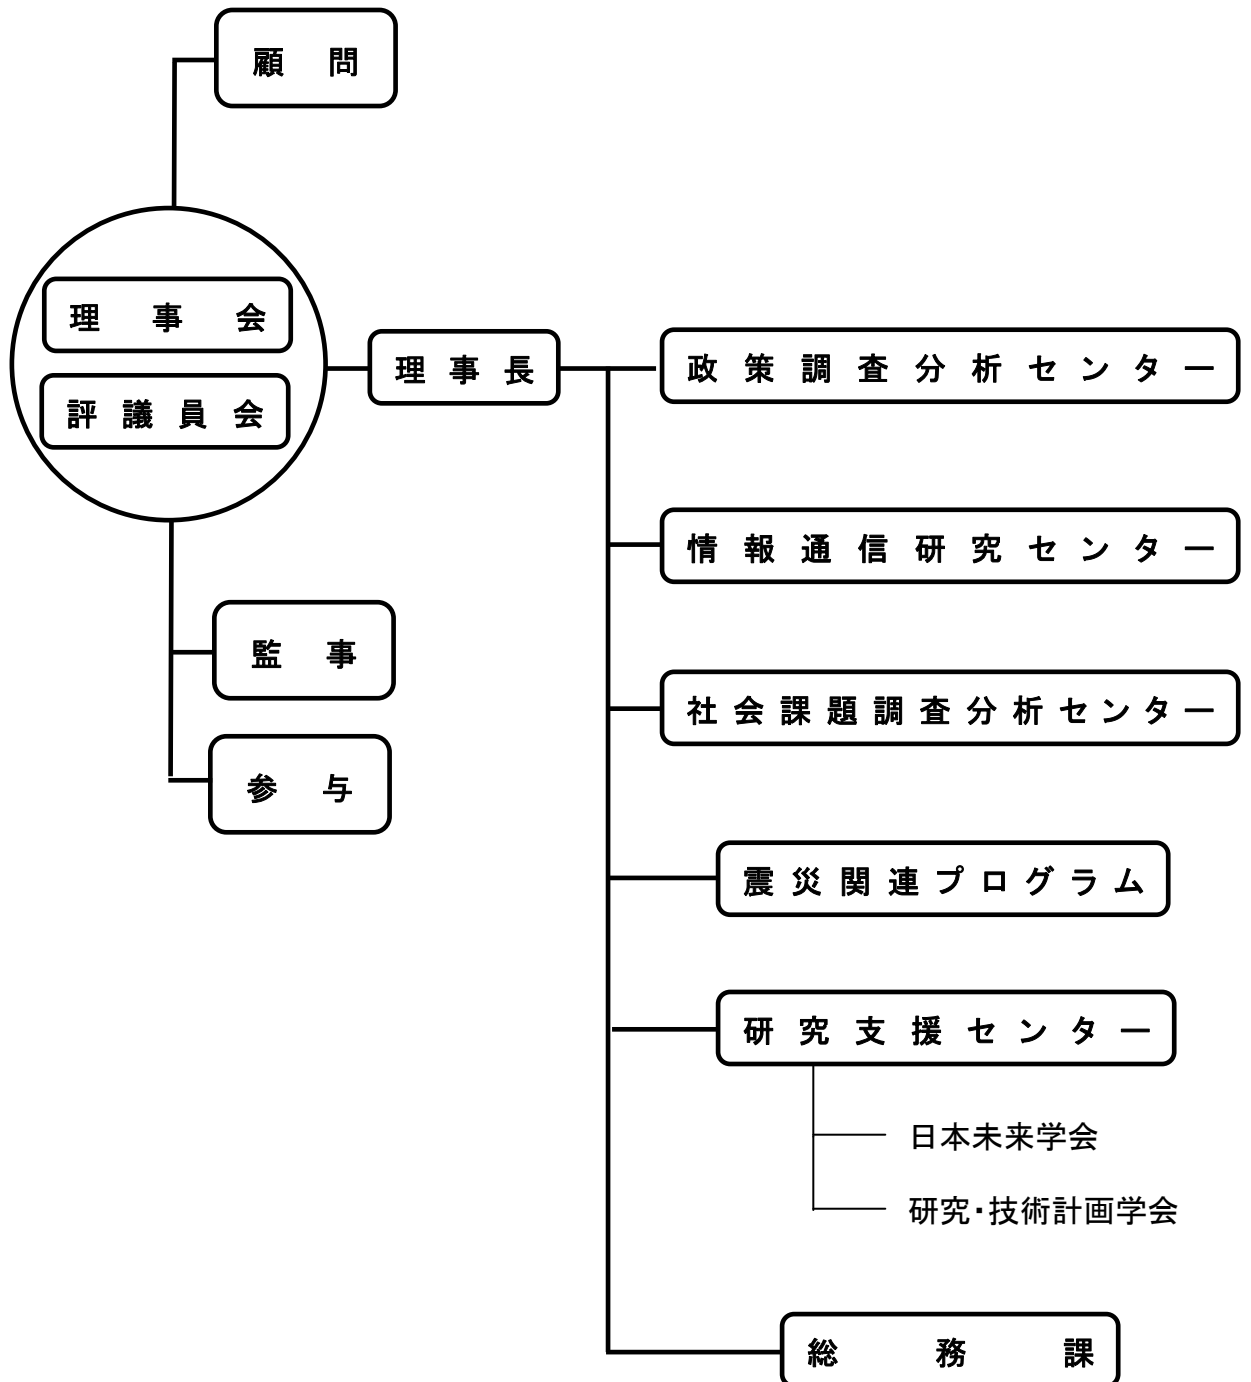 顧問
理事会
評議員会
理事長
政策調査分析センター
情報通信研究センター
社会課題調査分析センター
監事
参与
震災関連プログラム
研究支援センター
日本未来学会
研究・技術計画学会
総務課